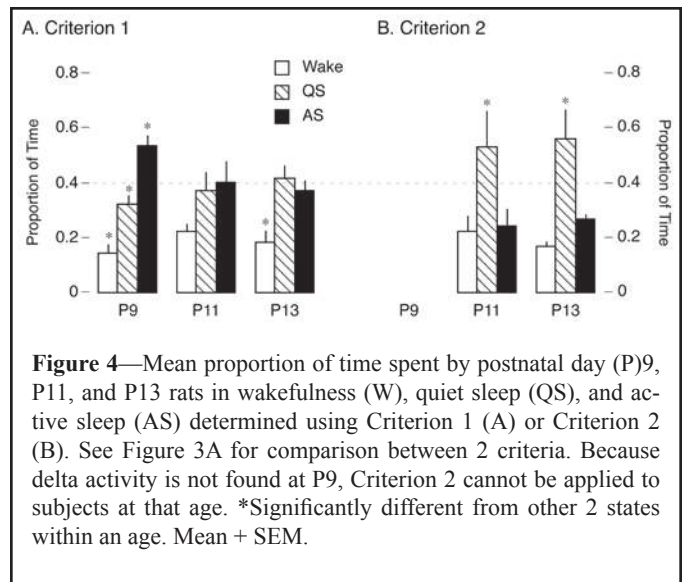 A. Criterion 1
B. Criterion 2
Wake
QS
AS
0.8
0.6
0.4
0.2
0
Proportion of Time
*
*
*
*
P9
P11
P13
*
*
0.8
0.6
0.4
0.2
0
Proportion of Time
P9
P11
P13
Figure 4—Mean proportion of time spent by postnatal day (P)9,
P11, and P13 rats in wakefulness (W), quiet sleep (QS), and ac-
tive sleep (AS) determined using Criterion 1 (A) or Criterion 2
(B). See Figure 3A for comparison between 2 criteria. Because
delta activity is not found at P9, Criterion 2 cannot be applied to
subjects at that age. *Significantly different from other 2 states
within an age. Mean + SEM.